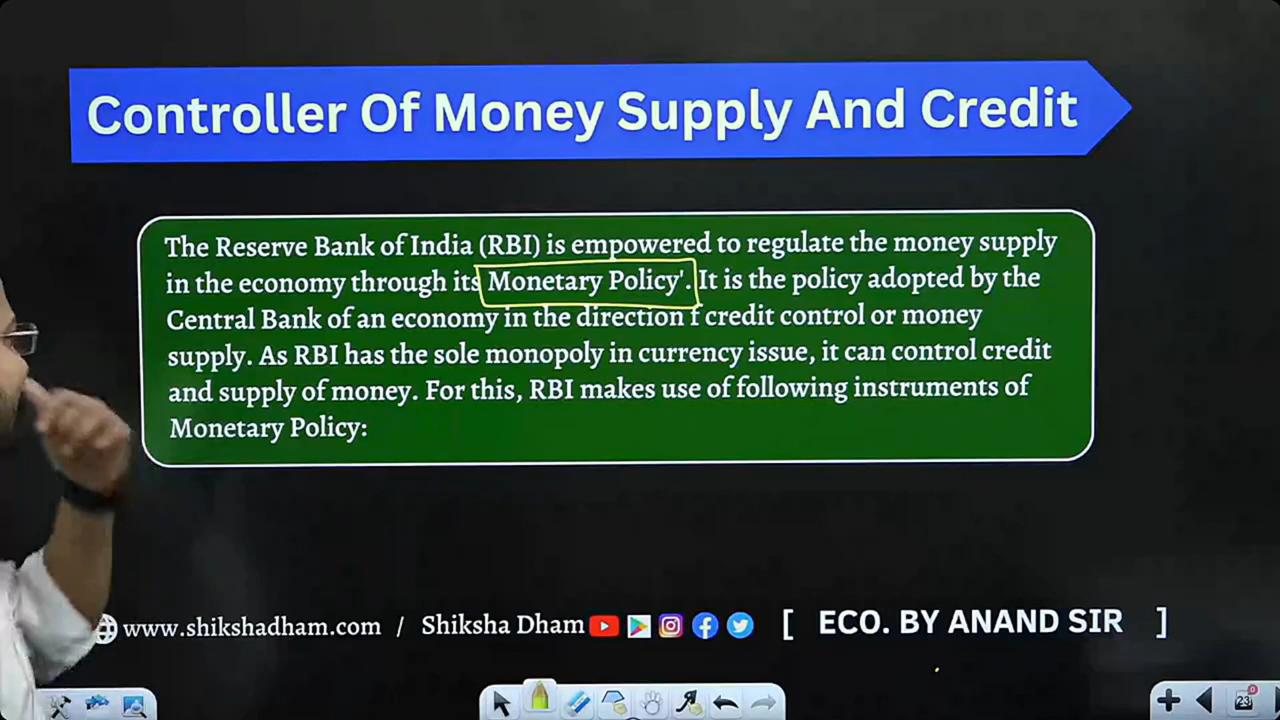 Controller Of Money Supply And Credit
The Reserve Bank of India (RBI) is empowered to regulate the money supply
in the economy through its Monetary Policy'. It is the policy adopted by the
Central Bank of an economy in the direction f credit control or money
supply. As RBI has the sole monopoly in currency issue, it can control credit
and supply of money. For this, RBI makes use of following instruments of
Monetary Policy:
www.shikshadham.com / Shiksha Dham [ ECO. BY ANAND SIR ]
23
0